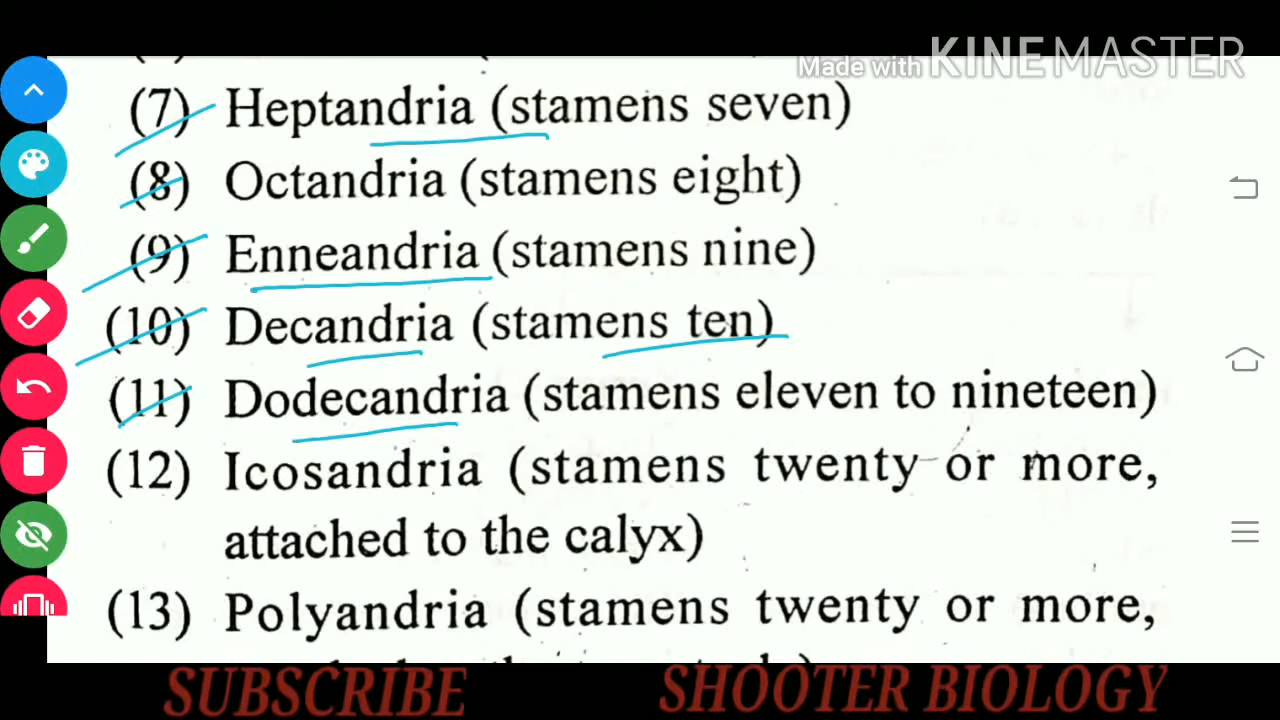 Made with KINEMASTER
(7) Heptandria (stamens seven)
(8) Octandria (stamens eight)
(9) Enneandria (stamens nine)
(10) Decandria (stamens ten)
(11) Dodecandria (stamens eleven to nineteen)
(12) Icosandria (stamens twenty or more,
attached to the calyx)
(13) Polyandria (stamens twenty or more,
SUBSCRIBE SHOOTER BIOLOGY